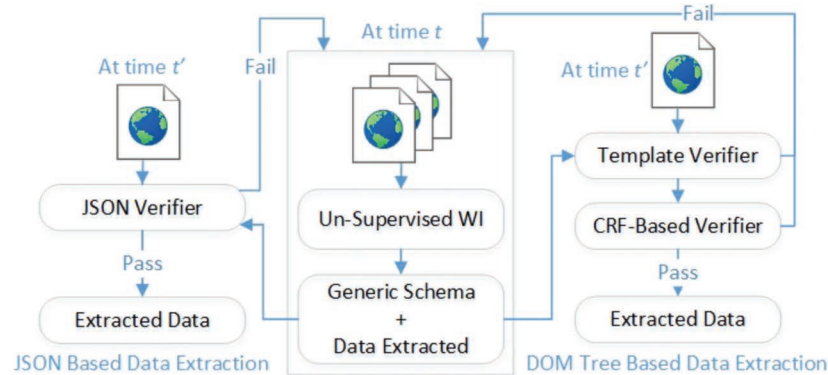 At time t′
Fail
JSON Verifier
Pass
Extracted Data
JSON Based Data Extraction
At time t
Un-Supervised WI
Generic Schema
+
Data Extracted
Fail
At time t′
Template Verifier
CRF-Based Verifier
Pass
Extracted Data
DOM Tree Based Data Extraction